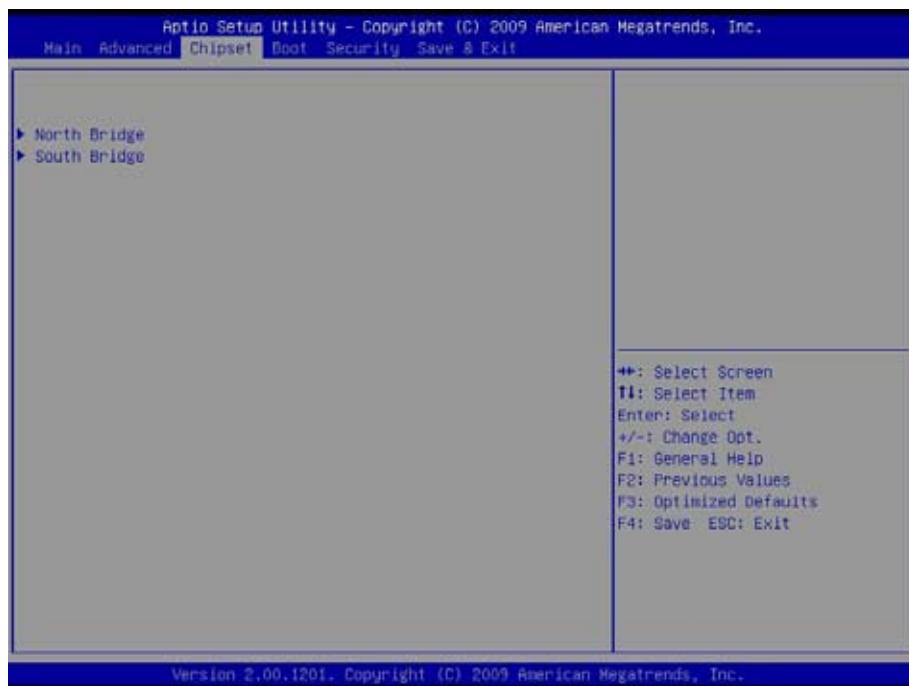 Aptio Setup Utility – Copyright (C) 2009 American Megatrends, Inc.
Main Advanced Chipset Boot Security Save & Exit
▶ North Bridge
▶ South Bridge
→←: Select Screen
↑↓: Select Item
Enter: Select
+/-: Change Opt.
F1: General Help
F2: Previous Values
F3: Optimized Defaults
F4: Save ESC: Exit
Version 2.00.1201. Copyright (C) 2009 American Megatrends, Inc.